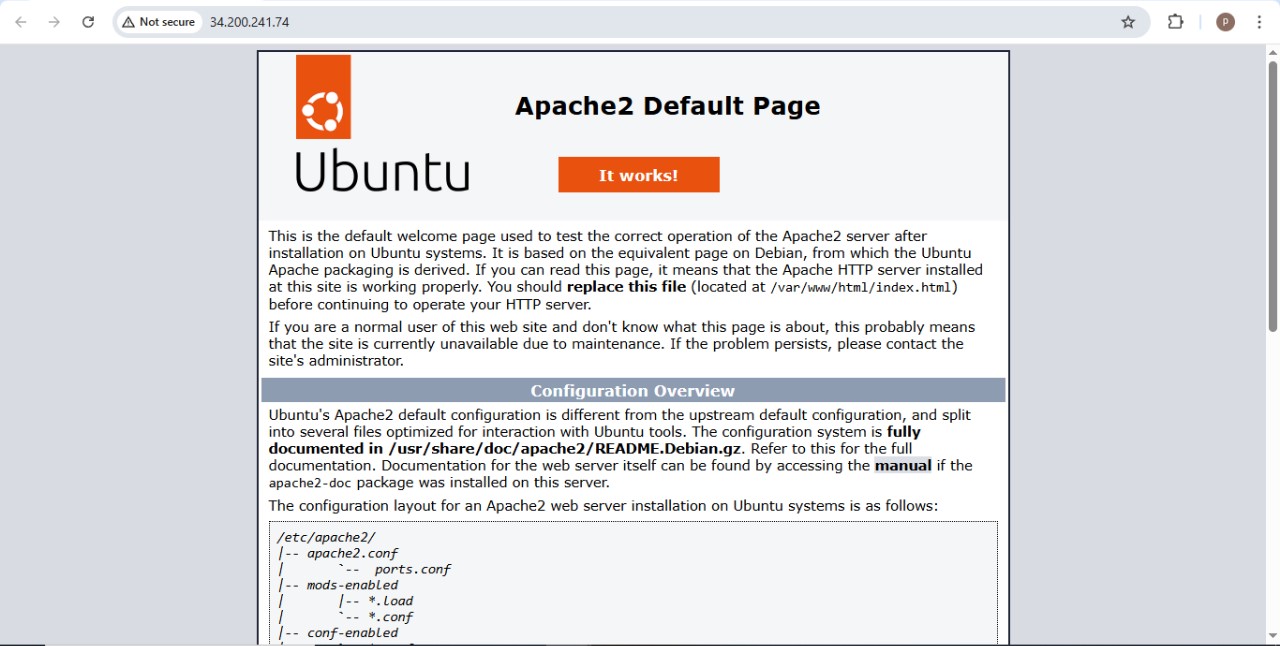 Not secure
34.200.241.74
P
Apache2 Default Page
Ubuntu
It works!
This is the default welcome page used to test the correct operation of the Apache2 server after
installation on Ubuntu systems. It is based on the equivalent page on Debian, from which the Ubuntu
Apache packaging is derived. If you can read this page, it means that the Apache HTTP server installed
at this site is working properly. You should replace this file (located at /var/www/html/index.html)
before continuing to operate your HTTP server.
If you are a normal user of this web site and don't know what this page is about, this probably means
that the site is currently unavailable due to maintenance. If the problem persists, please contact the
site's administrator.
Configuration Overview
Ubuntu's Apache2 default configuration is different from the upstream default configuration, and split
into several files optimized for interaction with Ubuntu tools. The configuration system is fully
documented in /usr/share/doc/apache2/README.Debian.gz. Refer to this for the full
documentation. Documentation for the web server itself can be found by accessing the manual if the
apache2-doc package was installed on this server.
The configuration layout for an Apache2 web server installation on Ubuntu systems is as follows:
/etc/apache2/
|-- apache2.conf
|       `--  ports.conf
|-- mods-enabled
|       |-- *.load
|       `-- *.conf
|-- conf-enabled